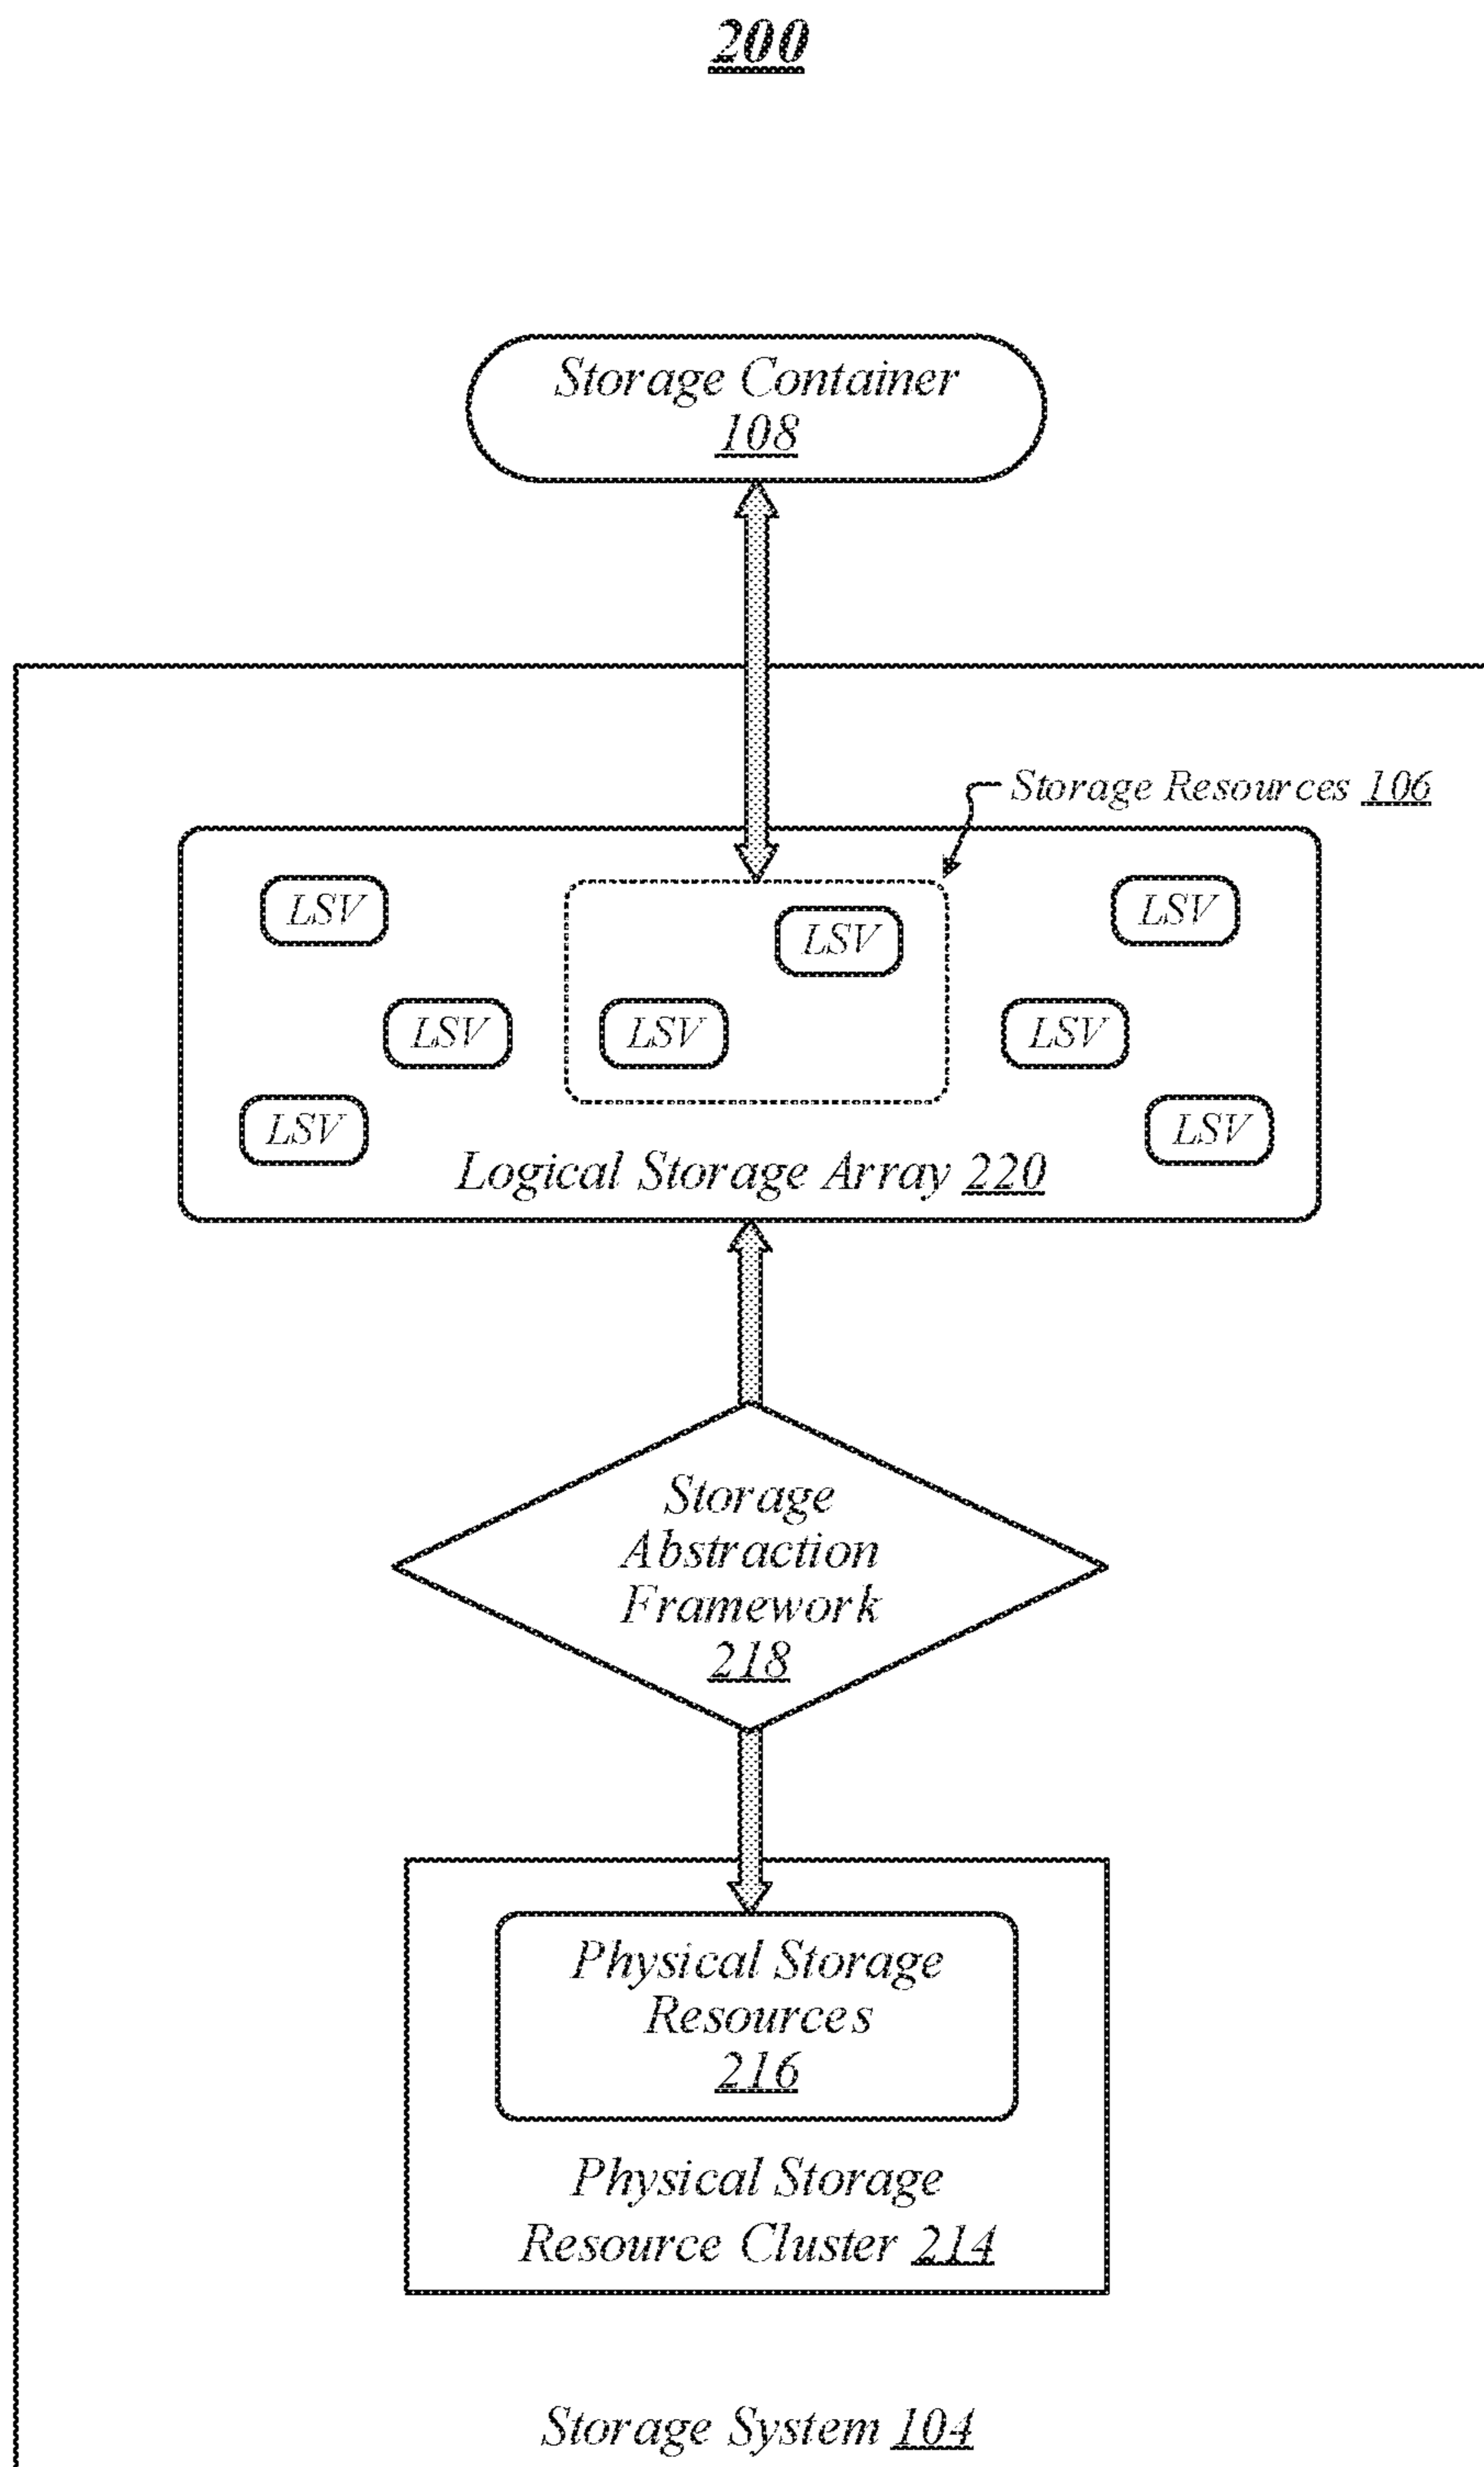 200
Storage Container
108
Storage Resources 106
LSV
LSV
LSV
LSV
LSV
LSV
LSV
LSV
Logical Storage Array 220
Storage
Abstraction
Framework
218
Physical Storage
Resources
216
Physical Storage
Resource Cluster 214
Storage System 104